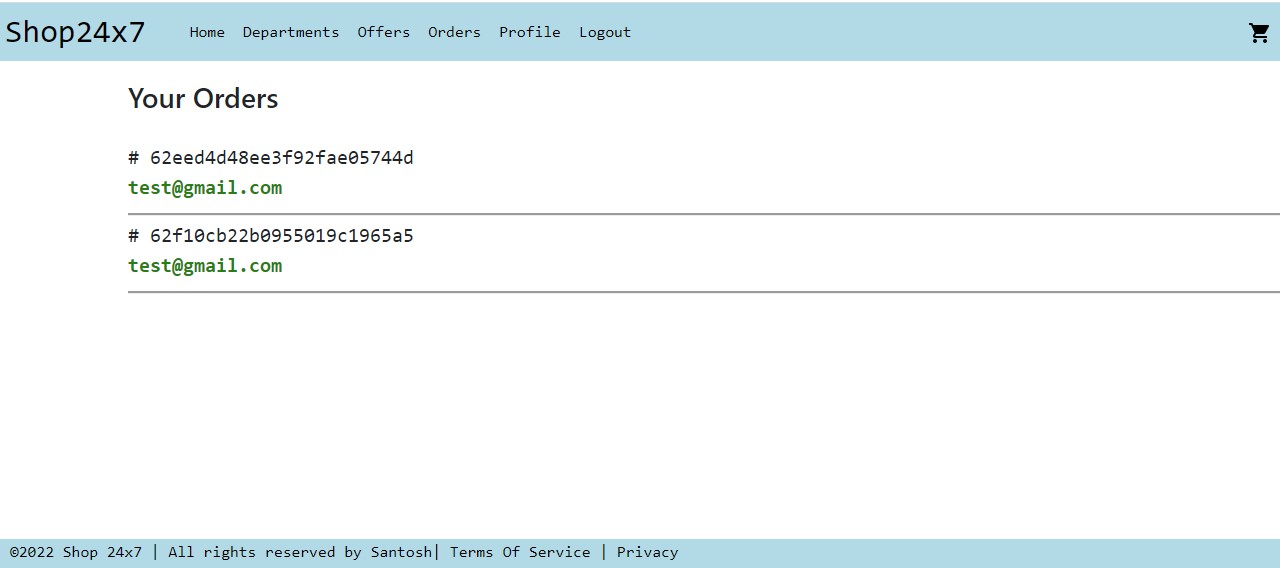 Shop24x7 Home Departments Offers Orders Profile Logout
Your Orders
# 62eed4d48ee3f92fae05744d
test@gmail.com
# 62f10cb22b0955019c1965a5
test@gmail.com
©2022 Shop 24x7 | All rights reserved by Santosh| Terms Of Service | Privacy